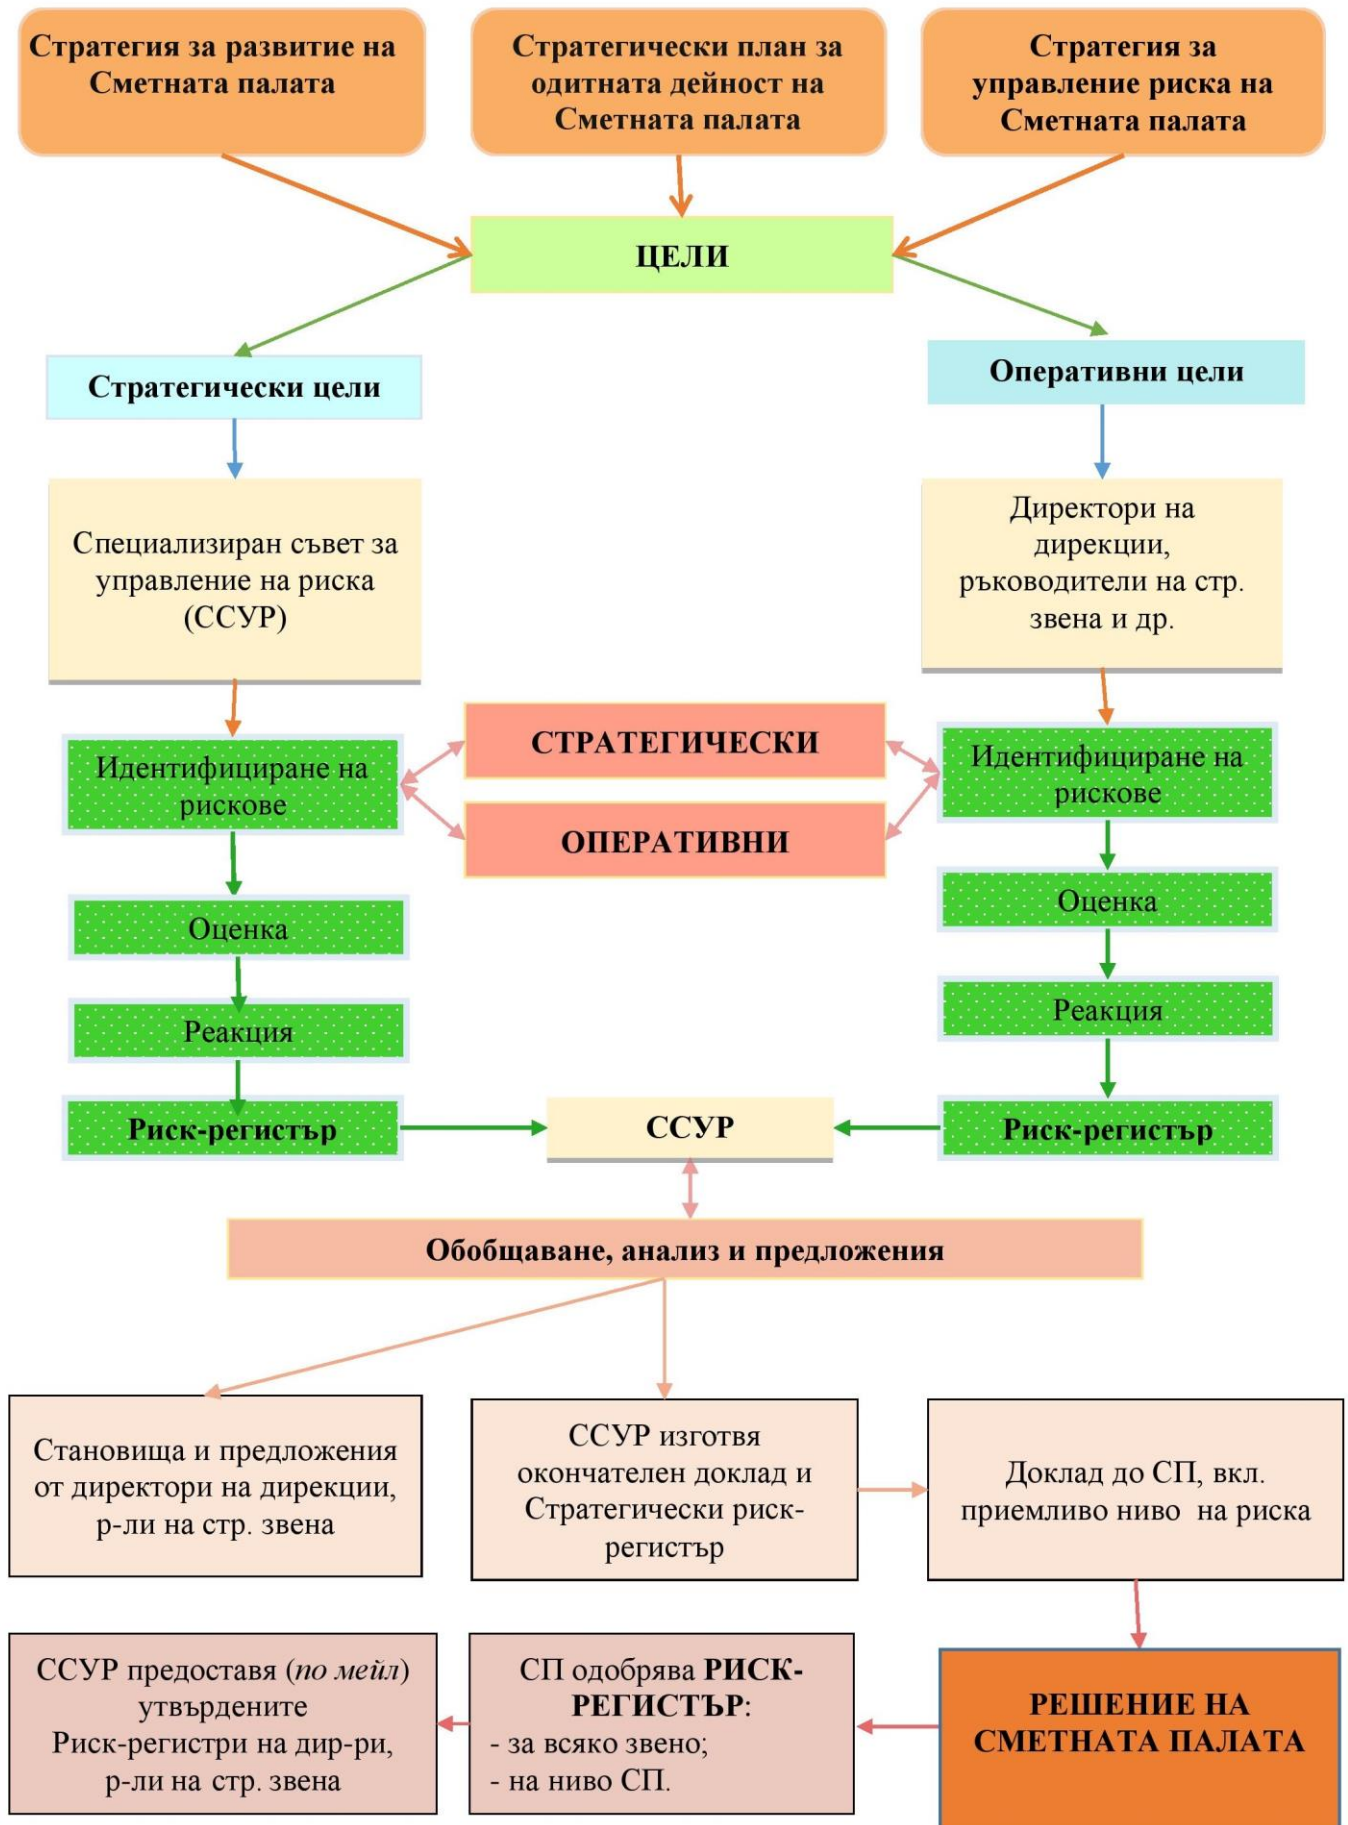 Стратегия за развитие на
Сметната палата
Стратегически план за
одитната дейност на
Сметната палата
Стратегия за
управление риска на
Сметната палата
ЦЕЛИ
Стратегически цели
Оперативни цели
Специализиран съвет за
управление на риска
(ССУР)
Директори на
дирекции,
ръководители на стр.
звена и др.
Идентифициране на
рискове
СТРАТЕГИЧЕСКИ
ОПЕРАТИВНИ
Идентифициране на
рискове
Оценка
Оценка
Реакция
Реакция
Риск-регистър
ССУР
Риск-регистър
Обобщаване, анализ и предложения
Становища и предложения
от директори на дирекции,
р-ли на стр. звена
ССУР изготвя
окончателен доклад и
Стратегически риск-
регистър
Доклад до СП, вкл.
приемливо ниво на риска
ССУР предоставя (по мейл)
утвърдените
Риск-регистри на дир-ри,
р-ли на стр. звена
СП одобрява РИСК-
РЕГИСТЪР:
- за всяко звено;
- на ниво СП.
РЕШЕНИЕ НА
СМЕТНАТА ПАЛАТА